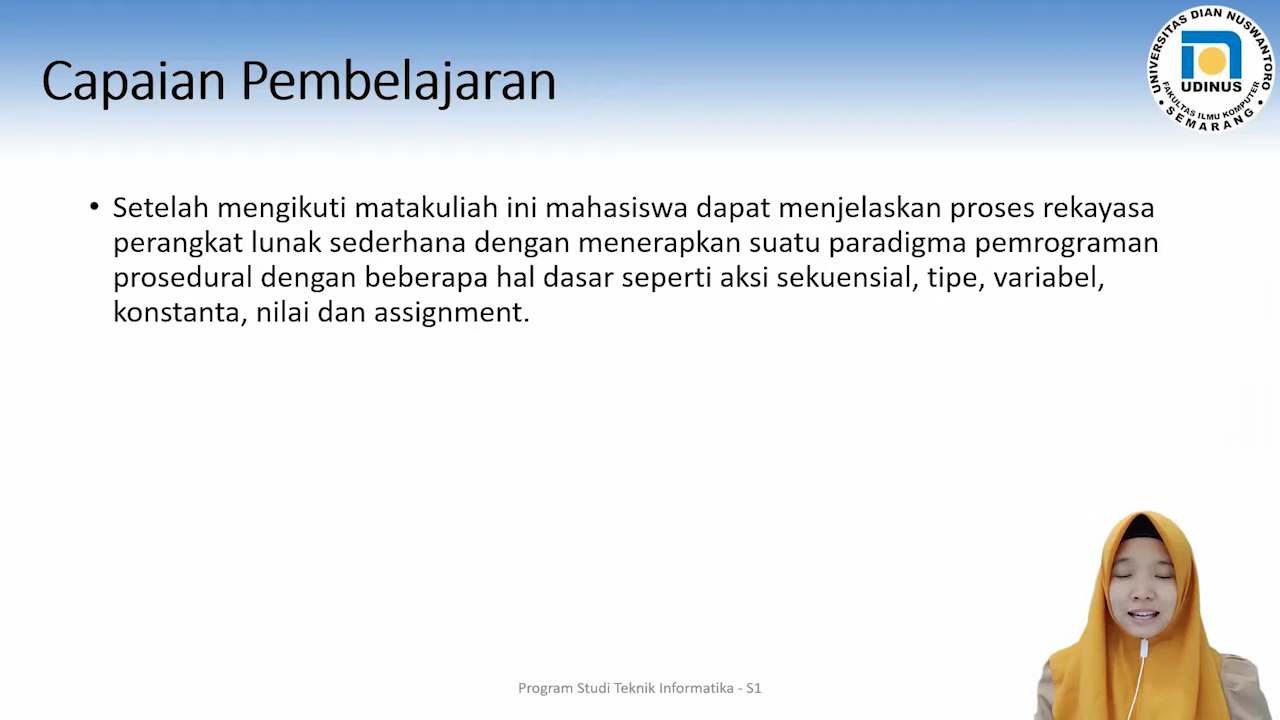 Capaian Pembelajaran
UNIVERSITAS DIAN NUSWANTORO
UDINUS
FAKULTAS ILMU KOMPUTER
• SEMARANG •
• Setelah mengikuti matakuliah ini mahasiswa dapat menjelaskan proses rekayasa
perangkat lunak sederhana dengan menerapkan suatu paradigma pemrograman
prosedural dengan beberapa hal dasar seperti aksi sekuensial, tipe, variabel,
konstanta, nilai dan assignment.
Program Studi Teknik Informatika - S1